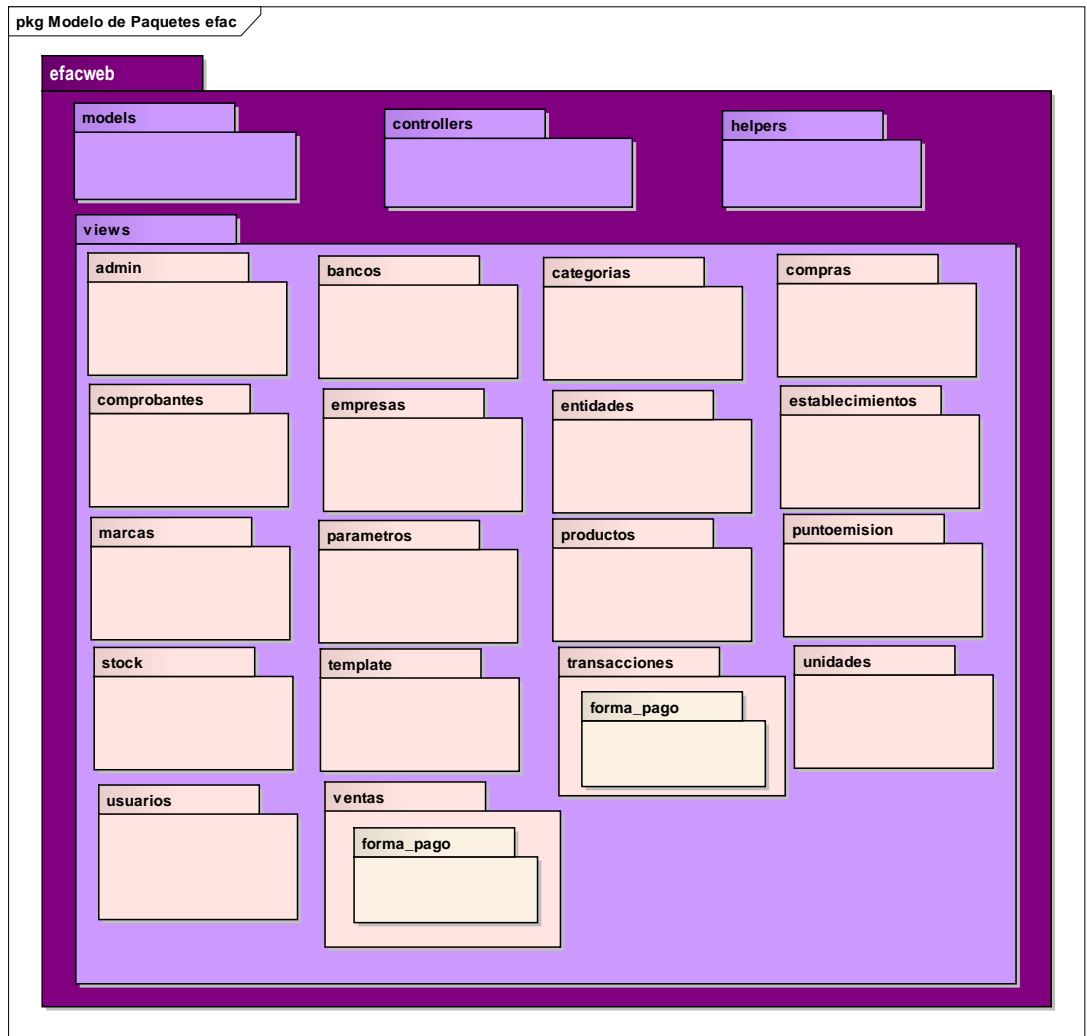 pkg Modelo de Paquetes efac
efacweb
models
controllers
helpers
views
admin
bancos
categorias
compras
comprobantes
empresas
entidades
establecimientos
marcas
parametros
productos
puntoemision
stock
template
transacciones
unidades
forma_pago
usuarios
ventas
forma_pago